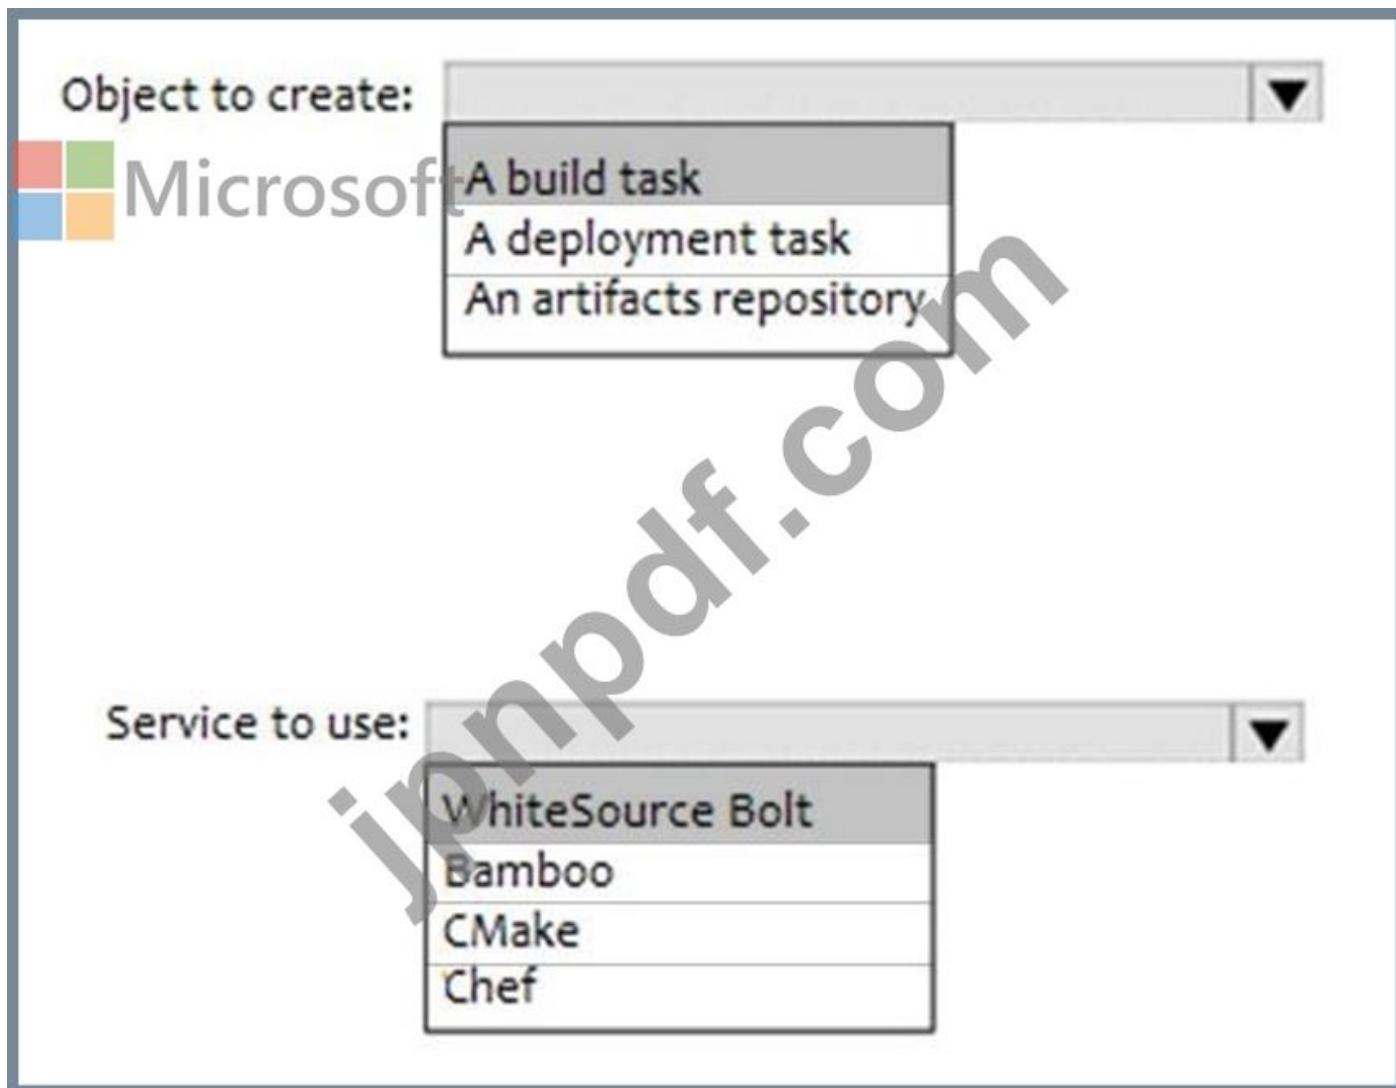 Object to create:
Microsoft
A build task
A deployment task
An artifacts repository
jpnpdf.com
Service to use:
WhiteSource Bolt
Bamboo
CMake
Chef